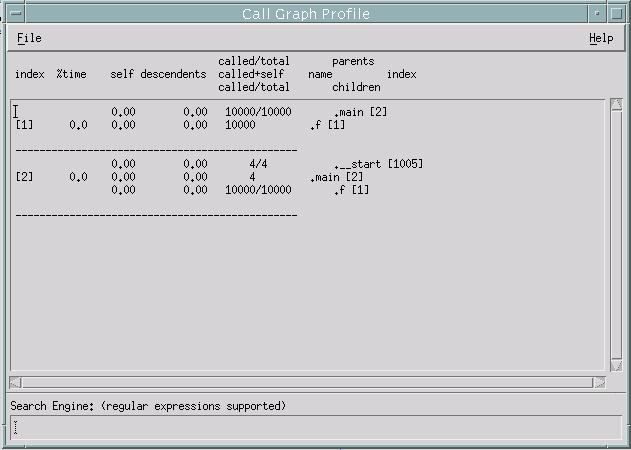 Call Graph Profile
File Help
called/total parents
index %time self descendents called+self name index
called/total children
0.00 0.00 10000/10000 .main [2]
[1] 0.0 0.00 0.00 10000 .f [1]
-----------------------------------------------
0.00 0.00 4/4 .__start [1005]
[2] 0.0 0.00 0.00 4 .main [2]
0.00 0.00 10000/10000 .f [1]
-----------------------------------------------
Search Engine: (regular expressions supported)